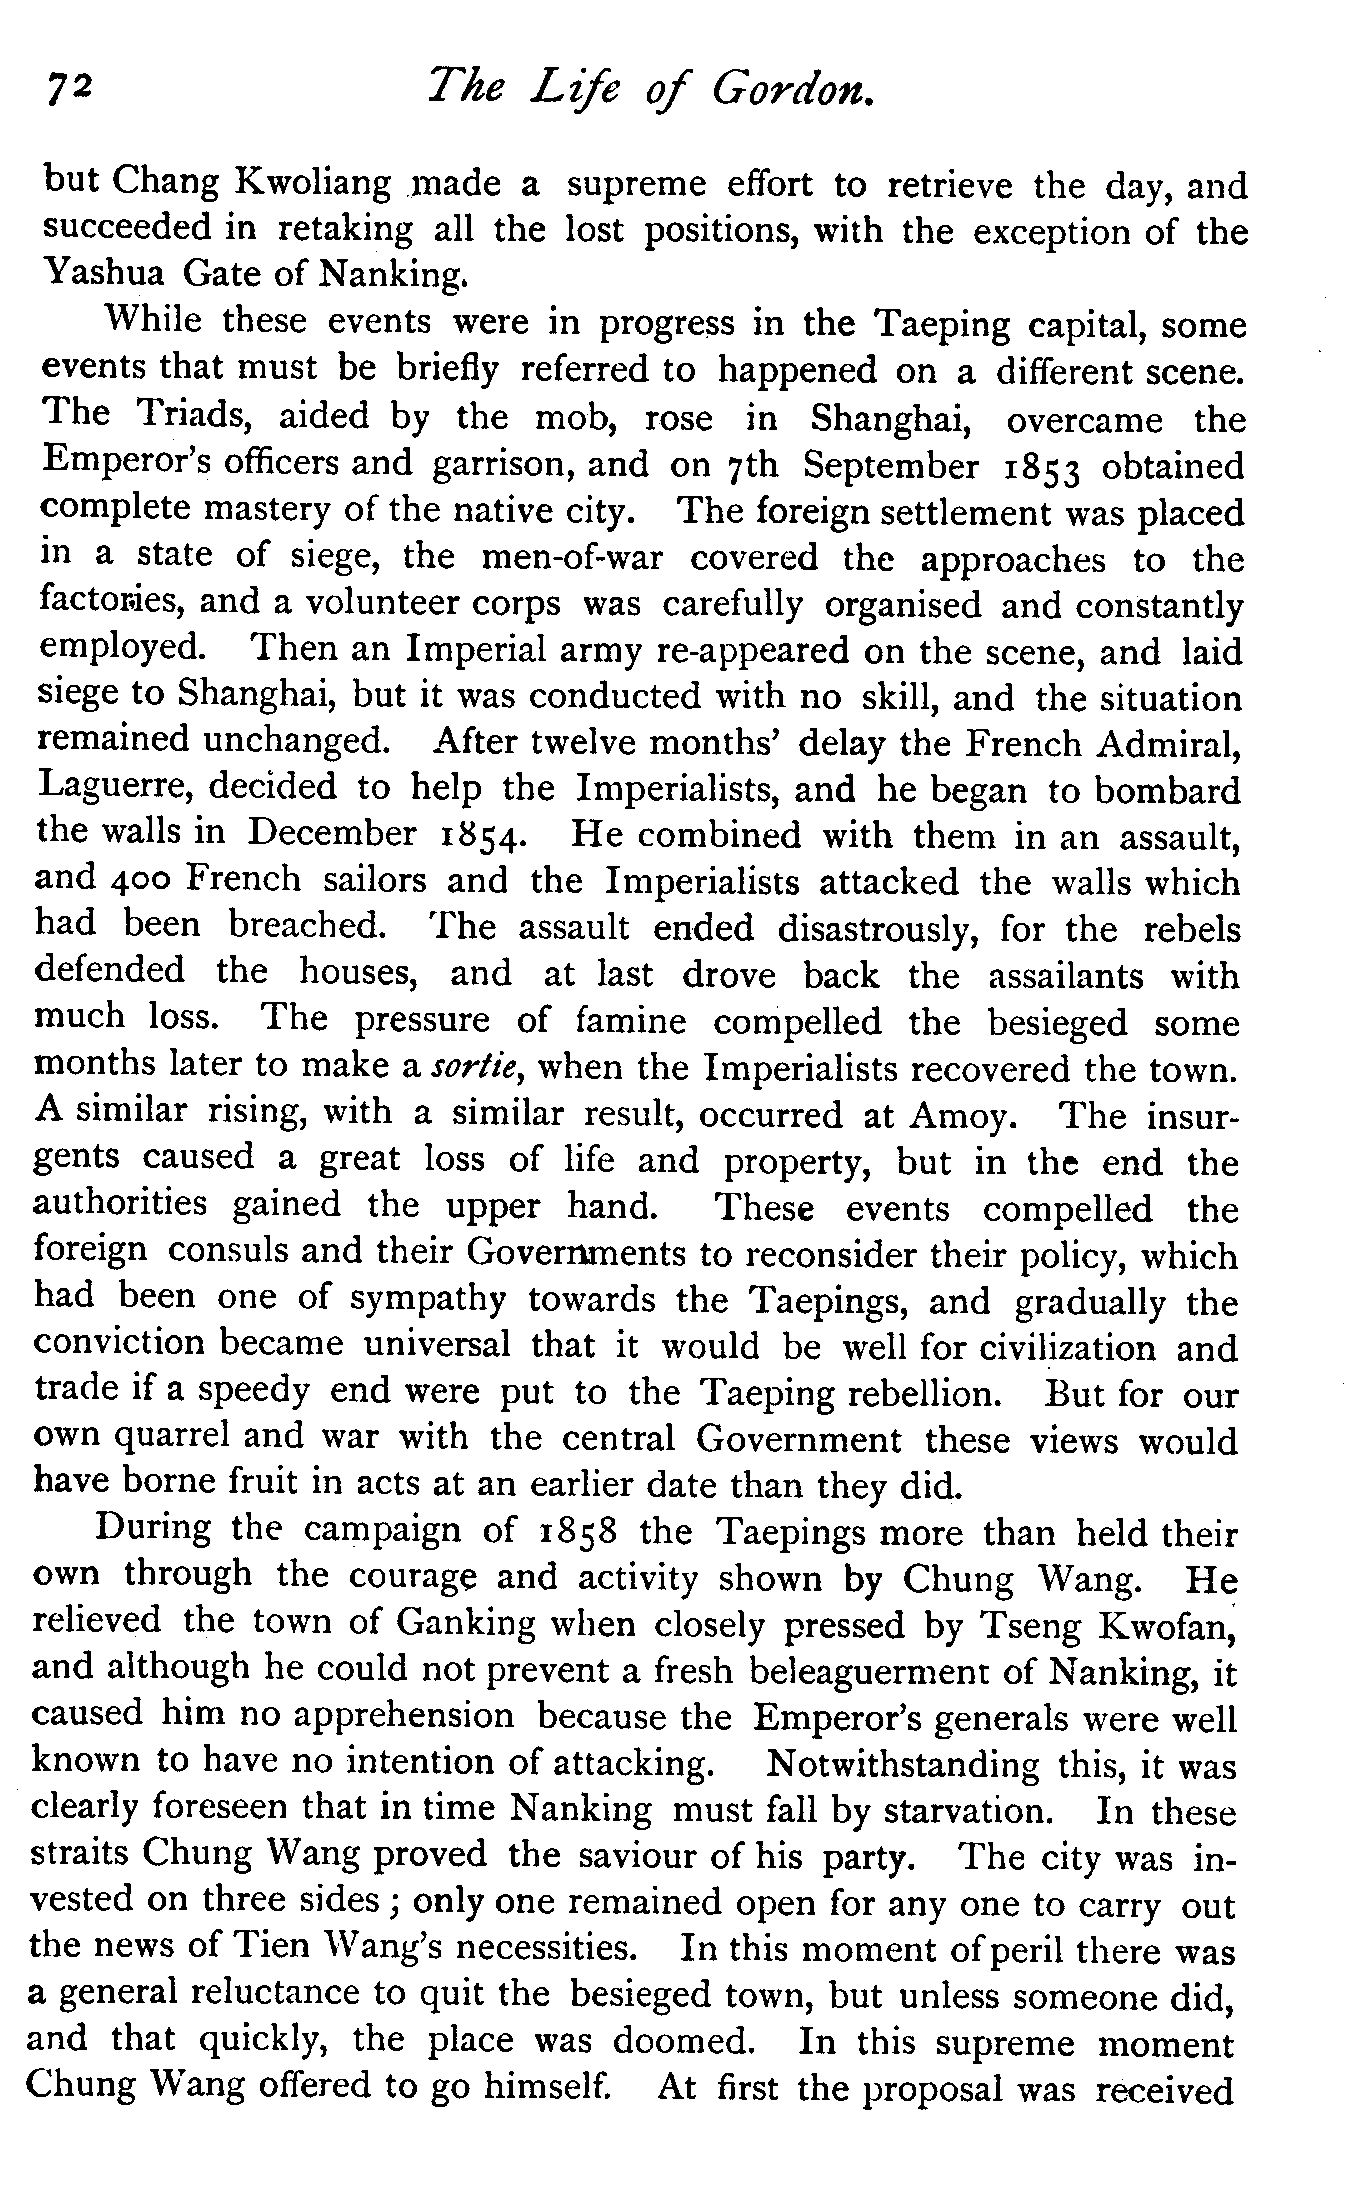 72 The Life of Gordon.
but Chang Kwoliang made a supreme effort to retrieve the day, and
succeeded in retaking all the lost positions, with the exception of the
Yashua Gate of Nanking.
While these events were in progress in the Taeping capital, some
events that must be briefly referred to happened on a different scene.
The Triads, aided by the mob, rose in Shanghai, overcame the
Emperor's officers and garrison, and on 7th September 1853 obtained
complete mastery of the native city. The foreign settlement was placed
in a state of siege, the men-of-war covered the approaches to the
factories, and a volunteer corps was carefully organised and constantly
employed. Then an Imperial army re-appeared on the scene, and laid
siege to Shanghai, but it was conducted with no skill, and the situation
remained unchanged. After twelve months' delay the French Admiral,
Laguerre, decided to help the Imperialists, and he began to bombard
the walls in December 1854. He combined with them in an assault,
and 400 French sailors and the Imperialists attacked the walls which
had been breached. The assault ended disastrously, for the rebels
defended the houses, and at last drove back the assailants with
much loss. The pressure of famine compelled the besieged some
months later to make a sortie, when the Imperialists recovered the town.
A similar rising, with a similar result, occurred at Amoy. The insur-
gents caused a great loss of life and property, but in the end the
authorities gained the upper hand. These events compelled the
foreign consuls and their Governments to reconsider their policy, which
had been one of sympathy towards the Taepings, and gradually the
conviction became universal that it would be well for civilization and
trade if a speedy end were put to the Taeping rebellion. But for our
own quarrel and war with the central Government these views would
have borne fruit in acts at an earlier date than they did.
During the campaign of 1858 the Taepings more than held their
own through the courage and activity shown by Chung Wang. He
relieved the town of Ganking when closely pressed by Tseng Kwofan,
and although he could not prevent a fresh beleaguerment of Nanking, it
caused him no apprehension because the Emperor's generals were well
known to have no intention of attacking. Notwithstanding this, it was
clearly foreseen that in time Nanking must fall by starvation. In these
straits Chung Wang proved the saviour of his party. The city was in-
vested on three sides; only one remained open for any one to carry out
the news of Tien Wang's necessities. In this moment of peril there was
a general reluctance to quit the besieged town, but unless someone did,
and that quickly, the place was doomed. In this supreme moment
Chung Wang offered to go himself. At first the proposal was received